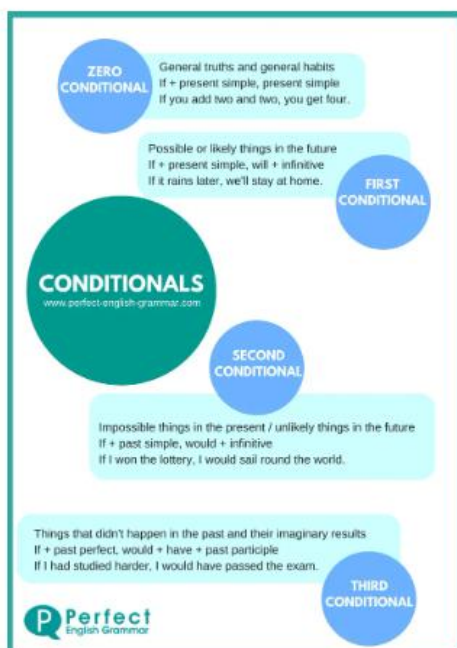 ZERO
CONDITIONAL
General truths and general habits
If + present simple, present simple
If you add two and two, you get four.
Possible or likely things in the future
If + present simple, will + infinitive
If it rains later, we'll stay at home.
FIRST
CONDITIONAL
CONDITIONALS
www.perfect-english-grammar.com
SECOND
CONDITIONAL
Impossible things in the present / unlikely things in the future
If + past simple, would + infinitive
If I won the lottery, I would sail round the world.
Things that didn't happen in the past and their imaginary results
If + past perfect, would + have + past participle
If I had studied harder, I would have passed the exam.
THIRD
CONDITIONAL
Perfect
English Grammar